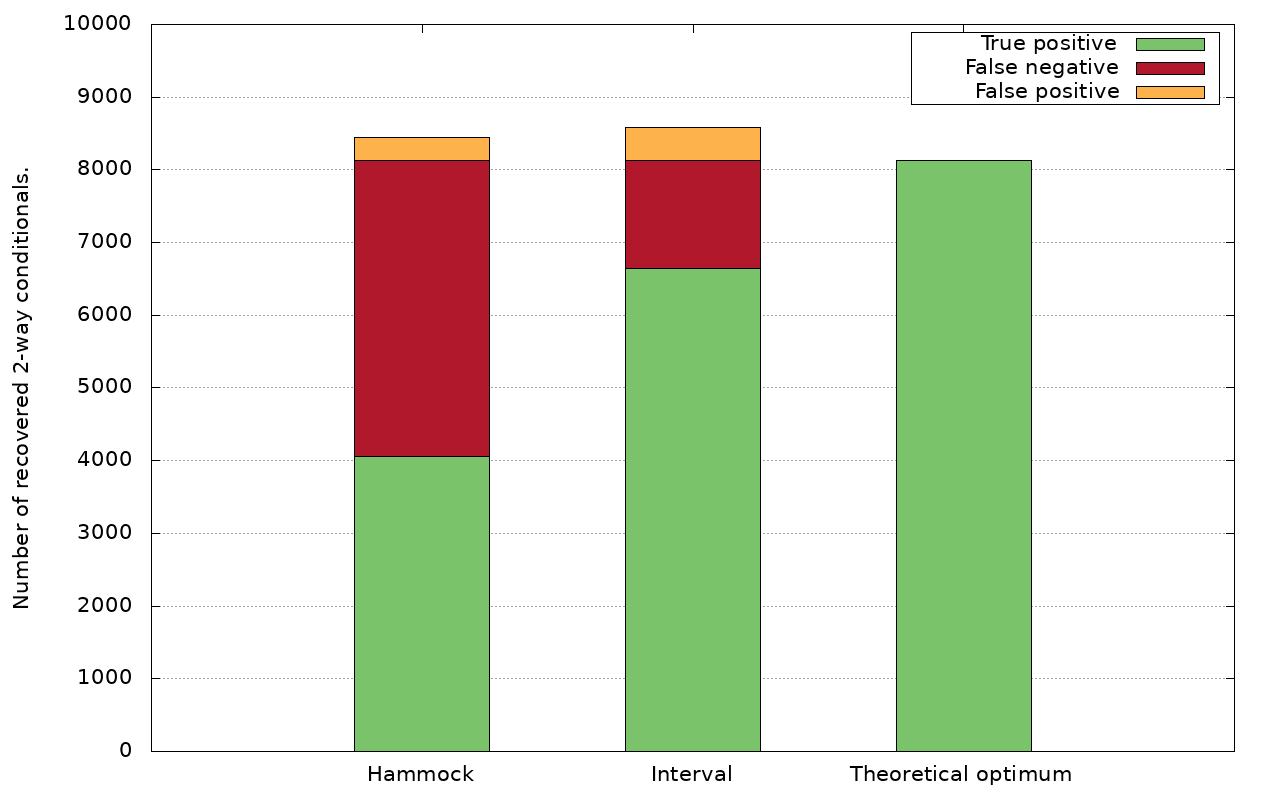 Number of recovered 2-way conditionals.
10000
9000
8000
7000
6000
5000
4000
3000
2000
1000
0
True positive
False negative
False positive
Hammock
Interval
Theoretical optimum